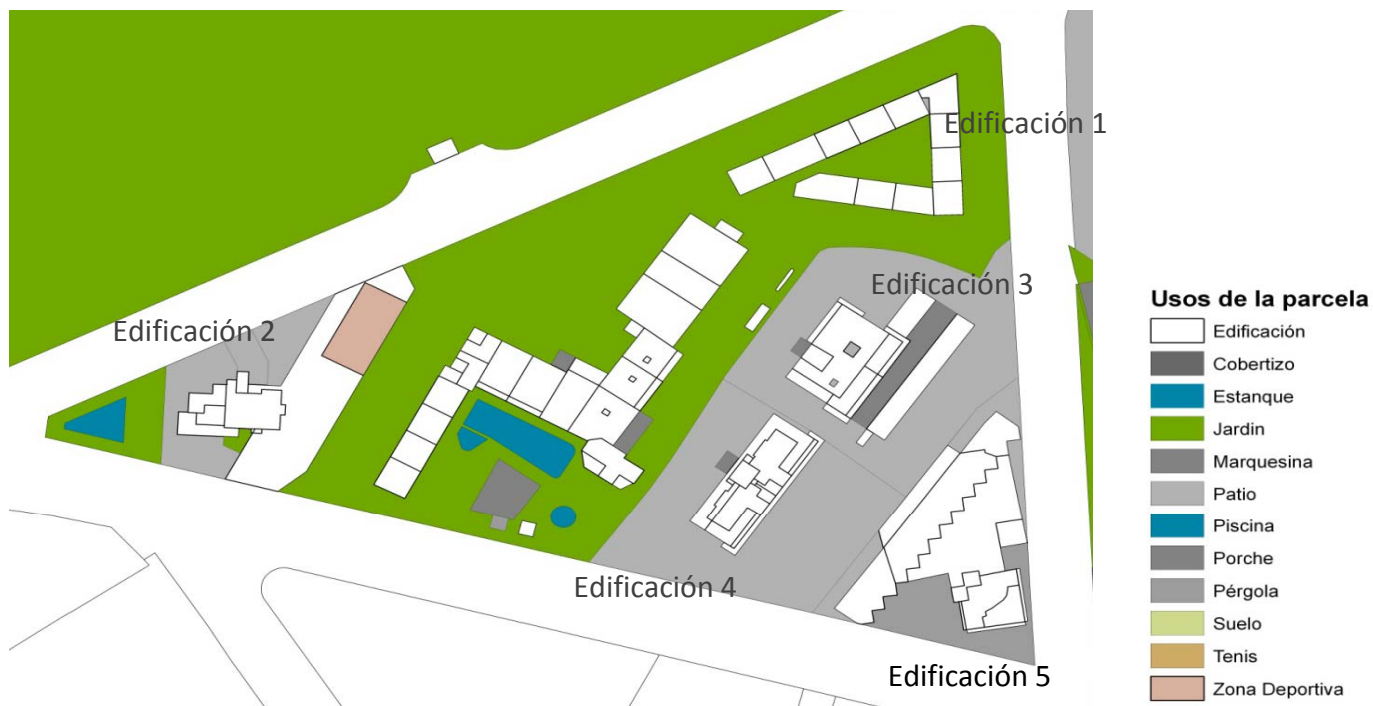 Edificación 1
Edificación 3
Edificación 2
Edificación 4
Edificación 5
Usos de la parcela
Edificación
Cobertizo
Estanque
Jardin
Marquesina
Patio
Piscina
Porche
Pérgola
Suelo
Tenis
Zona Deportiva